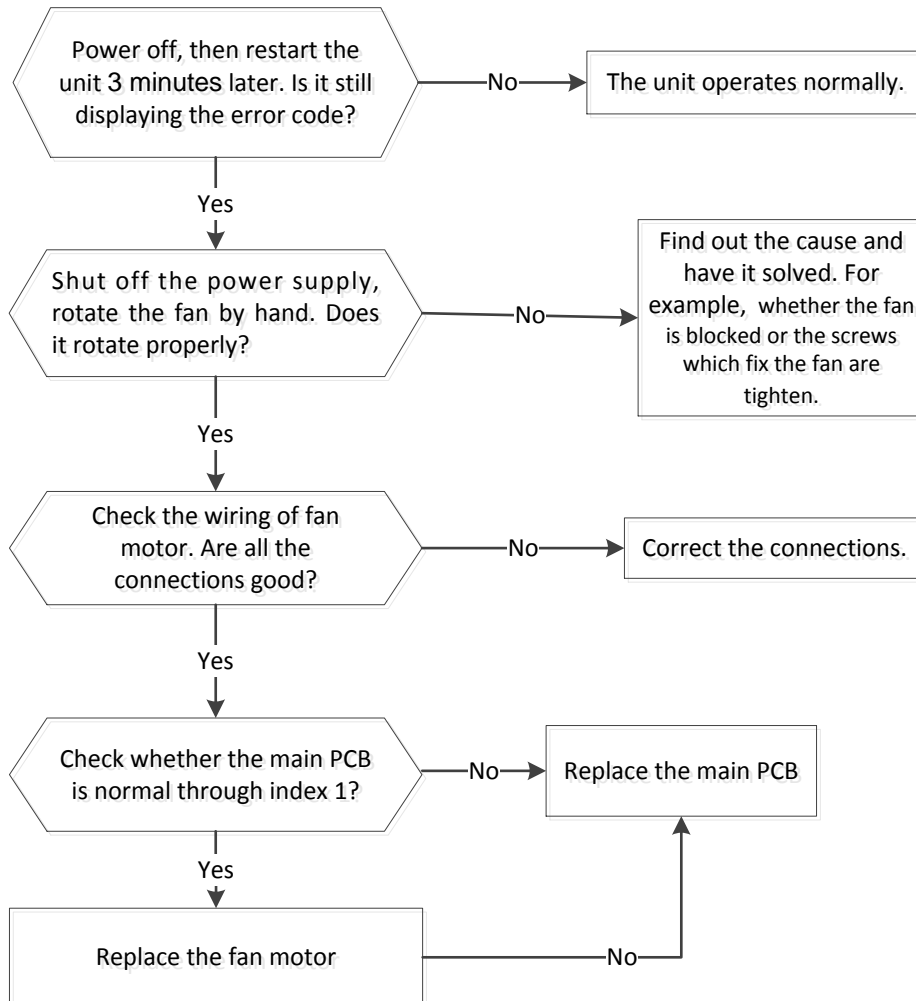 Power off, then restart the
unit 3 minutes later. Is it still
displaying the error code?
No
The unit operates normally.
Yes
Shut off the power supply,
rotate the fan by hand. Does
it rotate properly?
No
Find out the cause and
have it solved. For
example, whether the fan
is blocked or the screws
which fix the fan are
tighten.
Yes
Check the wiring of fan
motor. Are all the
connections good?
No
Correct the connections.
Yes
Check whether the main PCB
is normal through index 1?
No
Replace the main PCB
Yes
Replace the fan motor
No